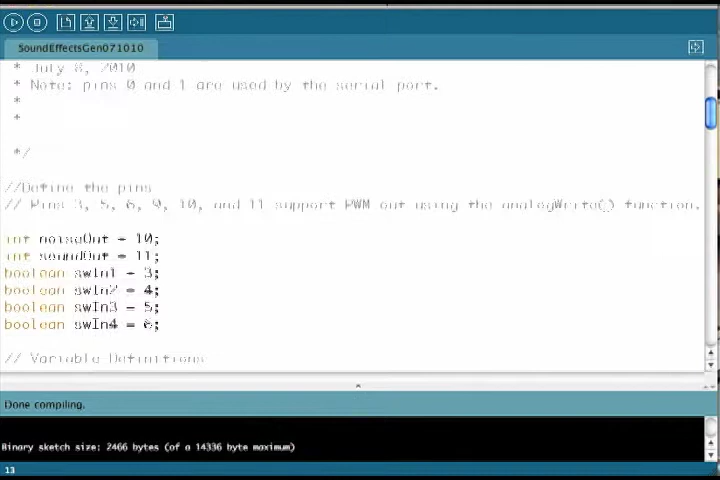 SoundEffectsGen071010
* July 8, 2010
* Note: pins 0 and 1 are used by the serial port.
*
*
*/
//Define the pins
// Pins 3, 5, 6, 9, 10, and 11 support PWM out using the analogWrite() function.
int noiseOut = 10;
int soundOut = 11;
boolean swIn1 = 3;
boolean swIn2 = 4;
boolean swIn3 = 5;
boolean swIn4 = 6;
// Variable Definitions
Done compiling.
Binary sketch size: 2466 bytes (of a 14336 byte maximum)
13